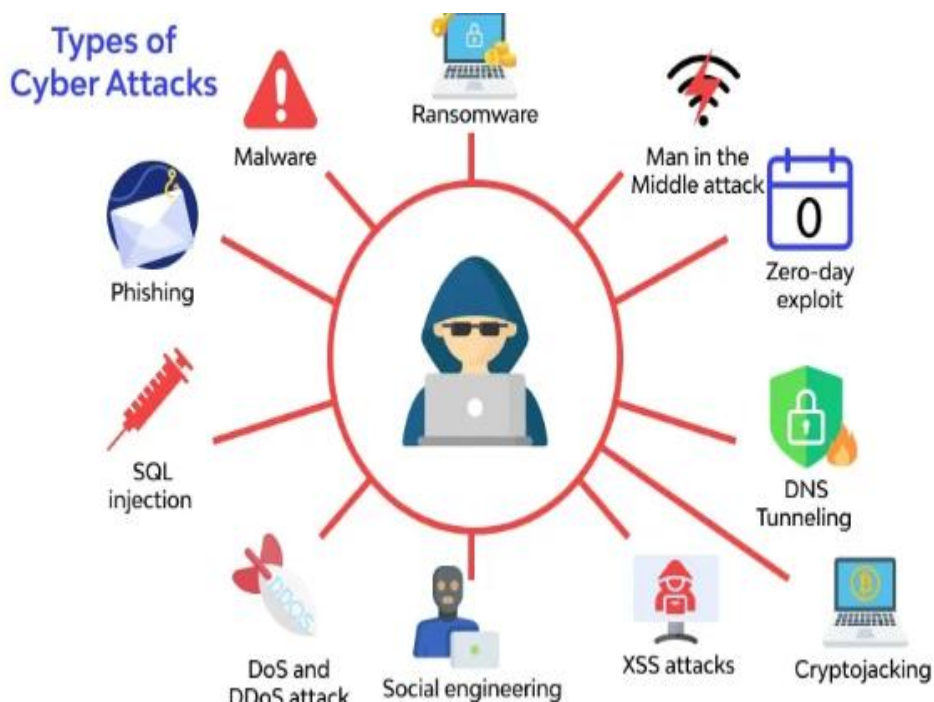 Types of
Cyber Attacks
Malware
Ransomware
Man in the
Middle attack
0
Zero-day
exploit
Phishing
SQL
injection
DNS
Tunneling
DDOS
DoS and
DDoS attack
Social engineering
XSS attacks
Cryptojacking